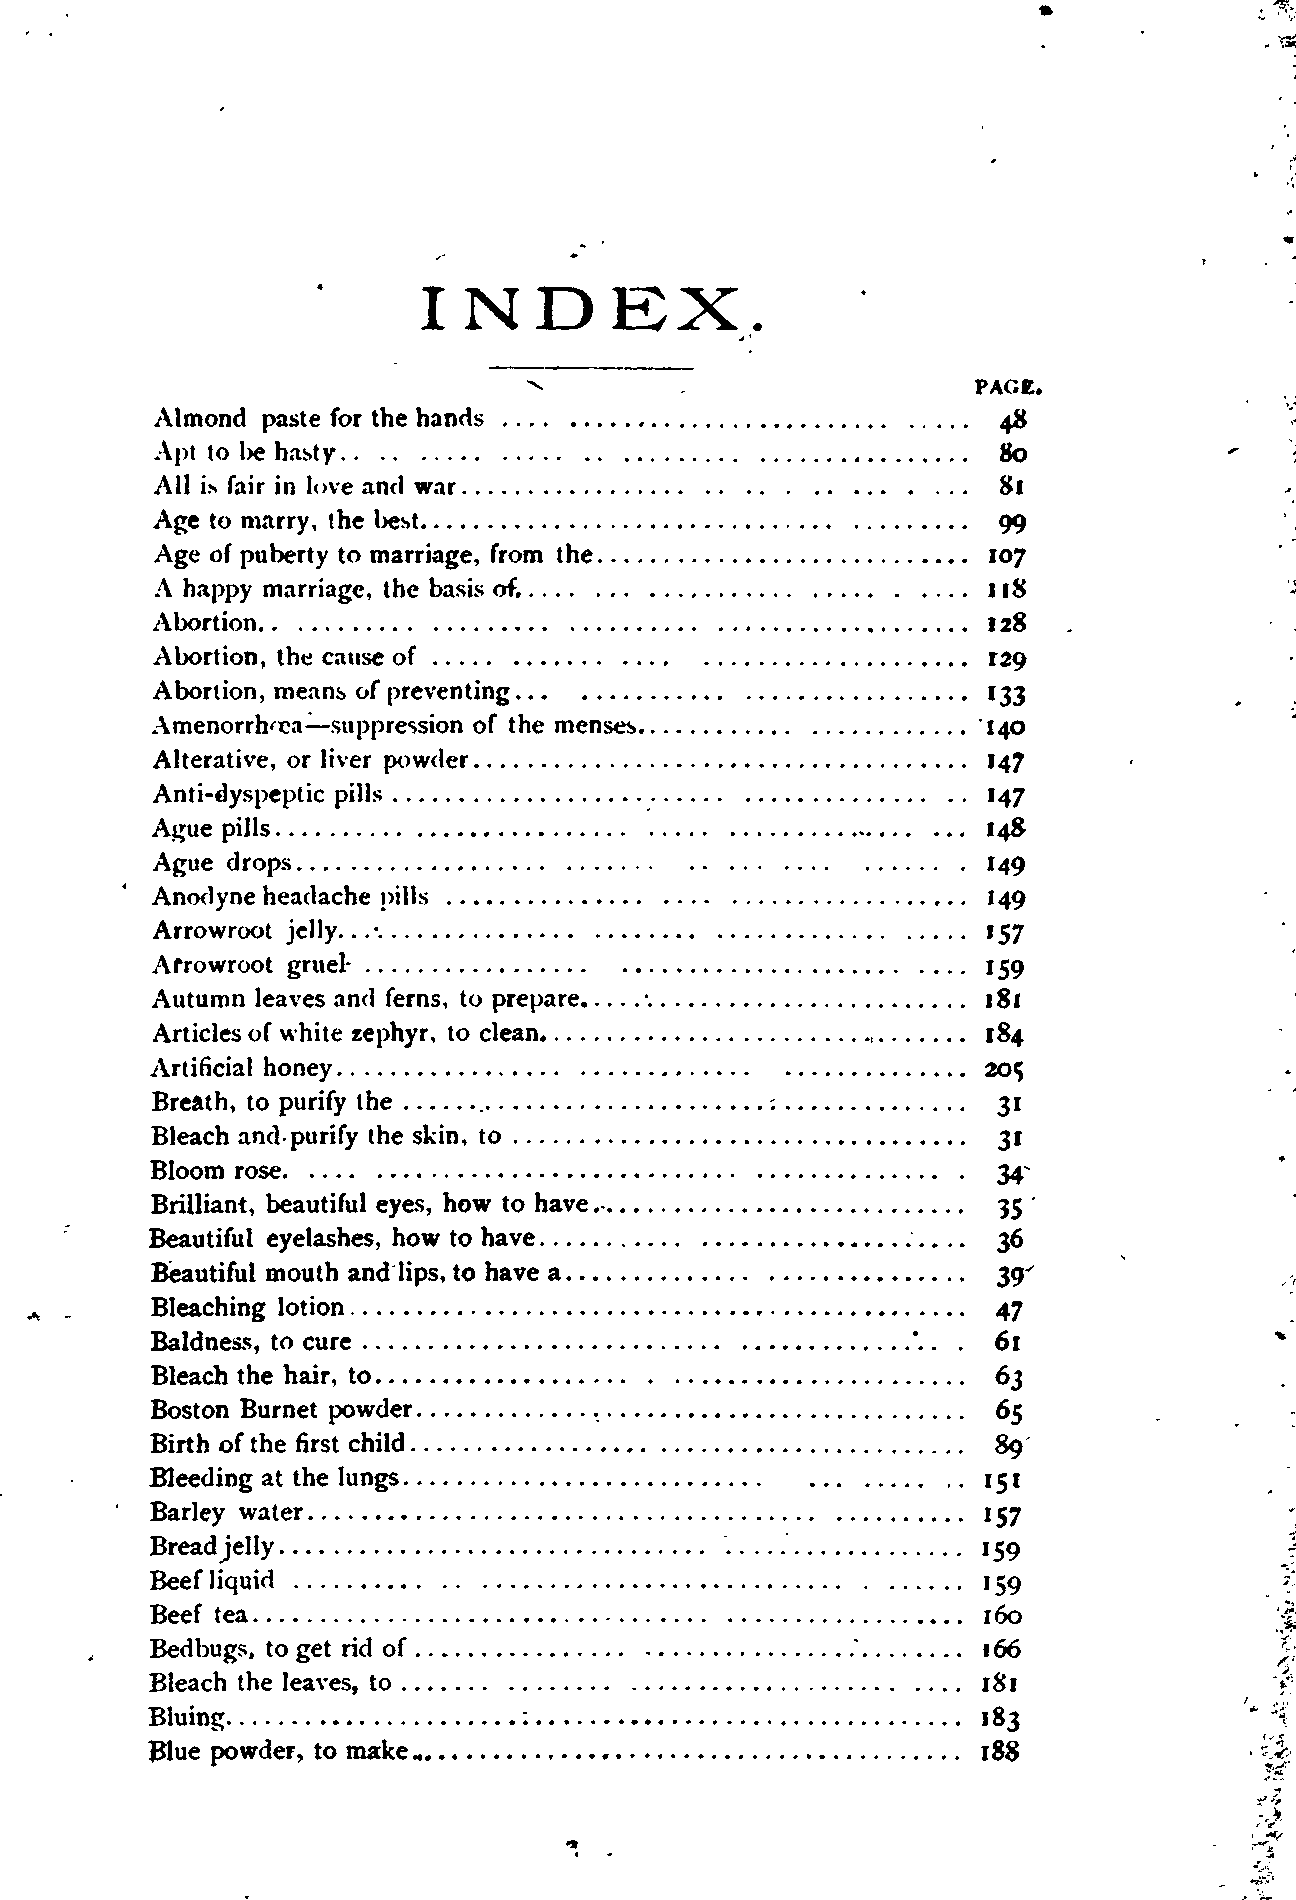 INDEX.
PAGE.
Almond paste for the hands .... ........................ ..... 48
Apt to be hasty.. .. ..... ..... .. ......... ................ 80
All is fair in love and war................. .. .. . .. ... . ... 81
Age to marry, the best.............................. ......... 99
Age of puberty to marriage, from the............................ 107
A happy marriage, the basis of..... ... ........... ..... . .... 118
Abortion.. ......... ......... .......... ................... 128
Abortion, the cause of ..... ....... .... .................... 129
Abortion, means of preventing... ........... ................. 133
Amenorrhœa—suppression of the menses............ ............ 140
Alterative, or liver powder..................................... 147
Anti-dyspeptic pills ......................... .............. .. 147
Ague pills.......... ................ ..... .............. ... 148
Ague drops........................... .. ... .... ...... . 149
Anodyne headache pills ............... .... .................. 149
Arrowroot jelly.................. ........ ............. ..... 157
Arrowroot gruel ................. ....................... .... 159
Autumn leaves and ferns, to prepare............................. 181
Articles of white zephyr, to clean................................ 184
Artificial honey................. ............... .............. 205
Breath, to purify the .......................................... 31
Bleach and purify the skin, to .................................. 31
Bloom rose. .... ........................... .............. . 34
Brilliant, beautiful eyes, how to have............................ 35
Beautiful eyelashes, how to have........... .................... 36
Beautiful mouth and lips, to have a.............. ............... 39
Bleaching lotion.............................................. 47
Baldness, to cure ........................... ............... . 61
Bleach the hair, to................... . ...................... 63
Boston Burnet powder......................................... 65
Birth of the first child.................. ....................... 89
Bleeding at the lungs........................... ... ..... .. 151
Barley water...................................... .......... 157
Bread jelly................................ .................. 159
Beef liquid .......... .. ........................... . ...... 159
Beef tea.................................. .................. 160
Bedbugs, to get rid of................ ........................ 166
Bleach the leaves, to ....... ........ .................... .... 181
Bluing....................................................... 183
Blue powder, to make......................................... 188